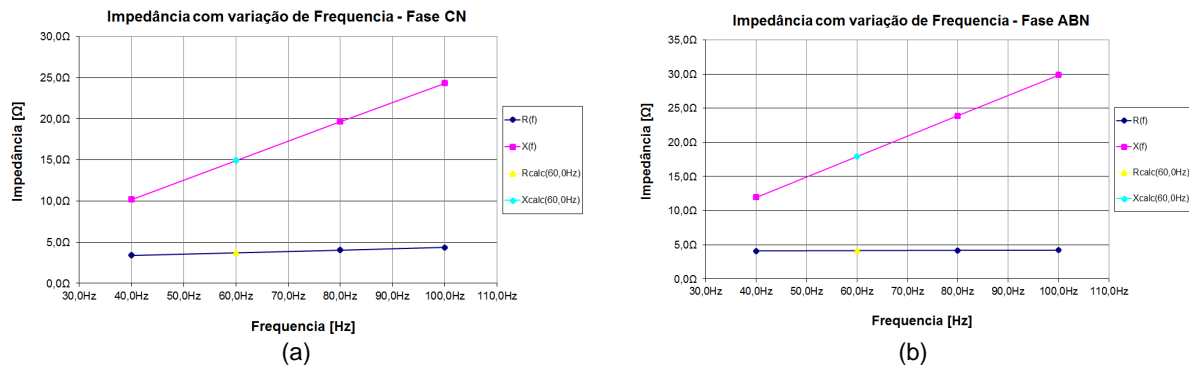 Impedância com variação de Frequencia - Fase CN
30,0Ω
25,0Ω
20,0Ω
15,0Ω
10,0Ω
5,0Ω
0,0Ω
Impedância [Ω]
30,0Hz 40,0Hz 50,0Hz 60,0Hz 70,0Hz 80,0Hz 90,0Hz 100,0Hz 110,0Hz
Frequencia [Hz]
R(f)
X(f)
Rcalc(60,0Hz)
Xcalc(60,0Hz)
(a)
Impedância com variação de Frequencia - Fase ABN
35,0Ω
30,0Ω
25,0Ω
20,0Ω
15,0Ω
10,0Ω
5,0Ω
0,0Ω
Impedância [Ω]
30,0Hz 40,0Hz 50,0Hz 60,0Hz 70,0Hz 80,0Hz 90,0Hz 100,0Hz 110,0Hz
Frequencia [Hz]
R(f)
X(f)
Rcalc(60,0Hz)
Xcalc(60,0Hz)
(b)